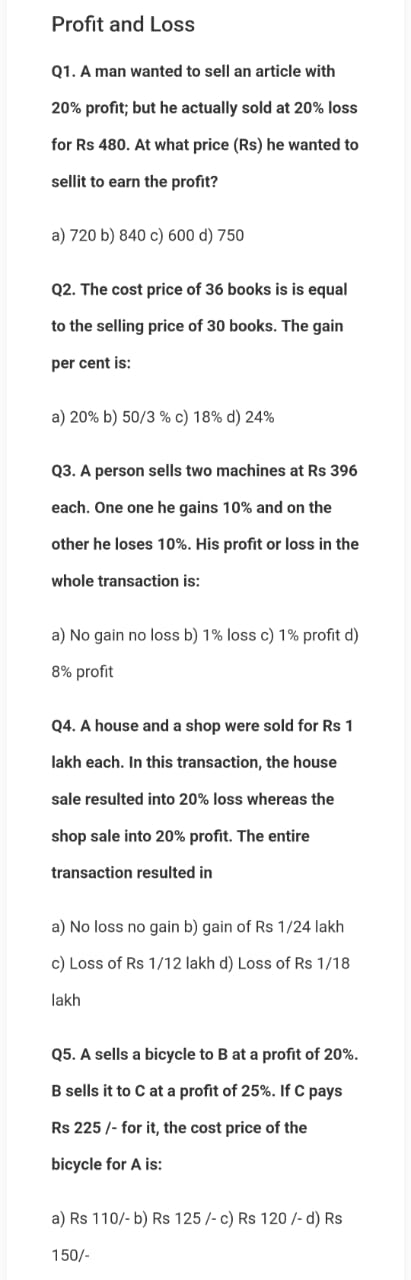 Profit and Loss
Q1. A man wanted to sell an article with
20% profit; but he actually sold at 20% loss
for Rs 480. At what price (Rs) he wanted to
sellit to earn the profit?
a) 720 b) 840 c) 600 d) 750
Q2. The cost price of 36 books is is equal
to the selling price of 30 books. The gain
per cent is:
a) 20% b) 50/3 % c) 18% d) 24%
Q3. A person sells two machines at Rs 396
each. One one he gains 10% and on the
other he loses 10%. His profit or loss in the
whole transaction is:
a) No gain no loss b) 1% loss c) 1% profit d)
8% profit
Q4. A house and a shop were sold for Rs 1
lakh each. In this transaction, the house
sale resulted into 20% loss whereas the
shop sale into 20% profit. The entire
transaction resulted in
a) No loss no gain b) gain of Rs 1/24 lakh
c) Loss of Rs 1/12 lakh d) Loss of Rs 1/18
lakh
Q5. A sells a bicycle to B at a profit of 20%.
B sells it to C at a profit of 25%. If C pays
Rs 225 /- for it, the cost price of the
bicycle for A is:
a) Rs 110/- b) Rs 125 /- c) Rs 120 /- d) Rs
150/-